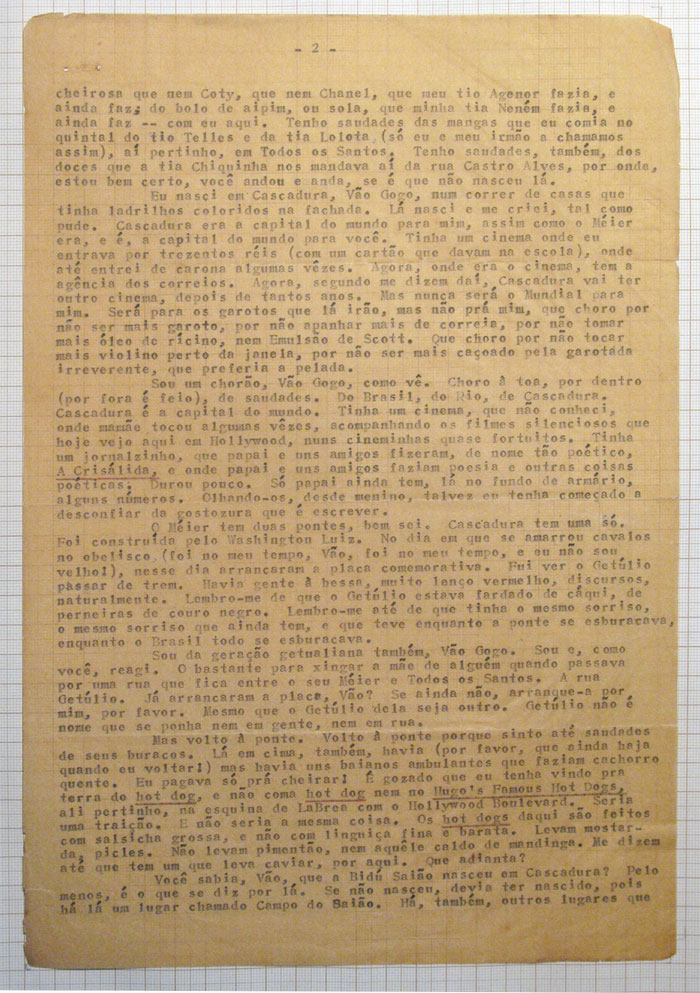 - 2 -
cheirosa que nem Coty, que nem Chanel, que meu tio Agenor fazia, e
ainda faz; do bolo de aipim, ou sola, que minha tia Neném fazia, e
ainda faz -- com eu aqui. Tenho saudades das mangas que eu comia no
quintal do tio Telles e da tia Lolota (só eu e meu irmão a chamamos
assim), aí pertinho, em Todos os Santos. Tenho saudades, também, dos
doces que a tia Chiquinha nos mandava aí da rua Castro Alves, por onda,
estou bem certo, você andou e anda, se é que não nasceu lá.
Eu nasci em Cascadura, Vão Gogo, num correr de casas que
tinha ladrilhos coloridos na fachada. Lá nasci e me criei, tal como
pude. Cascadura era a capital do mundo para mim, assim como o Méier
era, e é, a capital do mundo para você. Tinha um cinema onde eu
entrava por trezentos réis (com um cartão que davam na escola), onde
até entrei de carona algumas vêzes. Agora, onde era o cinema, tem a
agência dos correios. Agora, segundo me dizem daí, Cascadura vai ter
outro cinema, depois de tantos anos. Mas nunca será o Mundial para
mim. Será para os garotos que lá irão, mas não prá mim, que choro por
não ser mais garoto, por não apanhar mais de correia, por não tomar
mais óleo de rícino, nem Emulsão de Scott. Que choro por não tocar
mais violino perto da janela, por não ser mais caçoado pela garotada
irreverente, que preferia a pelada.
Sou um chorão, Vão Gogo, como vê. Choro à toa, por dentro
(por fora é feio), de saudades. Do Brasil, do Rio, de Cascadura.
Cascadura é a capital do mundo. Tinha um cinema, que não conheci,
onde mamãe tocou algumas vêzes, acompanhando os filmes silenciosos que
hoje vejo aqui em Hollywood, nuns cineminhas quase fortuitos. Tinha
um jornalzinho, que papai e uns amigos fizeram, de nome tão poético,
A Crisálida, e onde papai e uns amigos faziam poesia e outras coisas
poéticas. Durou pouco. Só papai ainda tem, lá no fundo de armário,
alguns números. Olhando-os, desde menino, talvez eu tenha começado a
desconfiar da gostozura que é escrever.
O Méier tem duas pontes, bem sei. Cascadura tem uma só.
Foi construída pelo Washington Luiz. No dia em que se amarrou cavalos
no obelisco (foi no meu tempo, Vão, foi no meu tempo, e eu não sou
velho!), nesse dia arrancaram a placa comemorativa. Fui ver o Getúlio
passar de trem. Havia gente à bessa, muito lenço vermelho, discursos,
naturalmente. Lembro-me de que o Getúlio estava fardado de cáqui, de
perneiras de couro negro. Lembro-me até de que tinha o mesmo sorriso,
o mesmo sorriso que ainda tem, e que teve enquanto a ponte se esburacava,
enquanto o Brasil todo se esburacava.
Sou da geração getualiana também, Vão Gogo. Sou e, como
você, reagi. O bastante para xingar a mãe de alguém quando passava
por uma rua que fica entre o seu Méier e Todos os Santos. A rua
Getúlio. Já arrancaram a placa, Vão? Se ainda não, arranque-a por
mim, por favor. Mesmo que o Getúlio dela seja outro. Getúlio não é
nome que se ponha nem em gente, nem em rua.
Mas volto à ponte. Volto à ponte porque sinto até saudades
de seus buracos. Lá em cima, também, havia (por favor, que ainda haja
quando eu voltar!) mas havia uns baianos ambulantes que faziam cachorro
quente. Eu pagava só prá cheirar! É gozado que eu tenha vindo pra
terra do hot dog, e não coma hot dog nem no Hugo's Famous Hot Dogs,
ali pertinho, na esquina de LaBrea com o Hollywood Boulevard. Seria
uma traição. E não seria a mesma coisa. Os hot dogs daqui são feitos
com salsicha grossa, e não com linguiça fina e barata. Levam mostar-
da, picles. Não levam pimentão, nem aquêle caldo de mandinga. Me dizem
até que tem um que leva caviar, por aqui. Que adianta?
Você sabia, Vão, que a Bidú Saião nasceu em Cascadura? Pelo
menos, é o que se diz por lá. Se não nasceu, devia ter nascido, pois
há lá um lugar chamado Campo do Saião. Há, também, outros lugares que